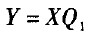 Y = XQ₁